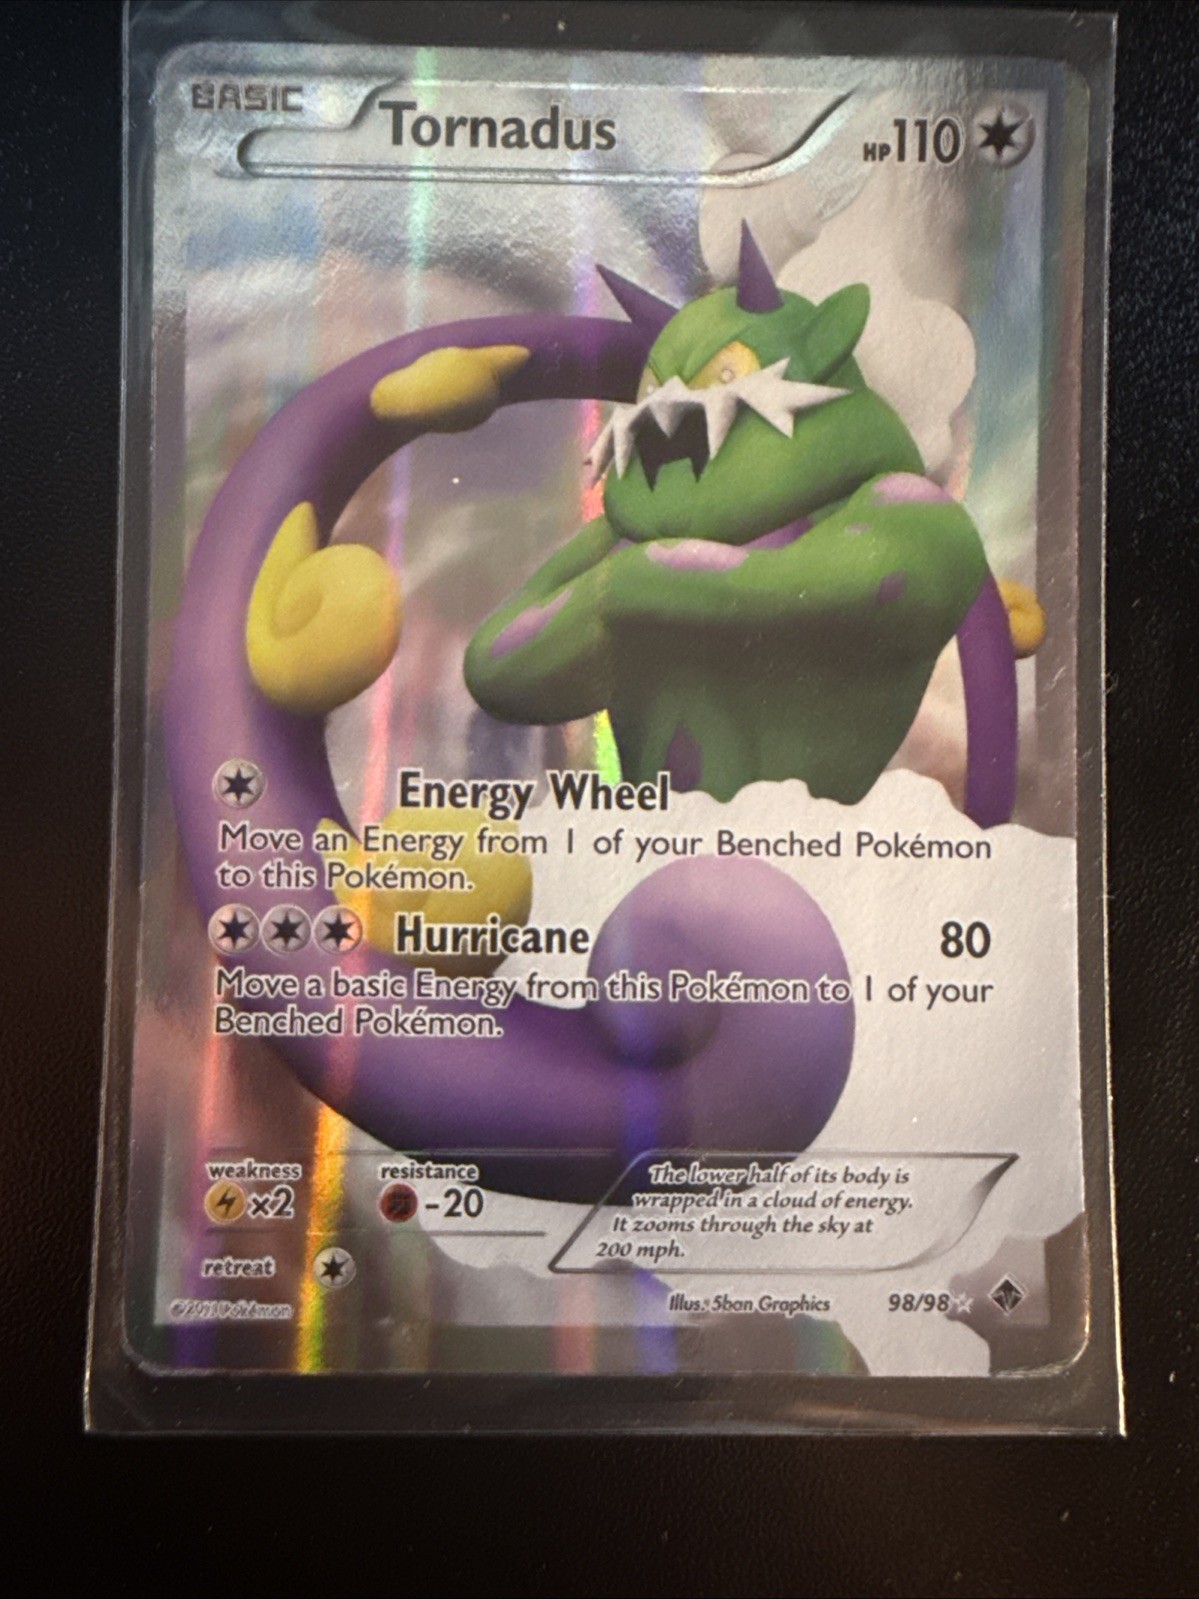 BASIC
Tornadus
HP110
Energy Wheel
Move an Energy from 1 of your Benched Pokémon
to this Pokémon.
Hurricane 80
Move a basic Energy from this Pokémon to 1 of your
Benched Pokémon.
weakness resistance
×2 -20
The lower half of its body is
wrapped in a cloud of energy.
It zooms through the sky at
200 mph.
retreat
©2011 Pokémon Illus. 5ban Graphics 98/98